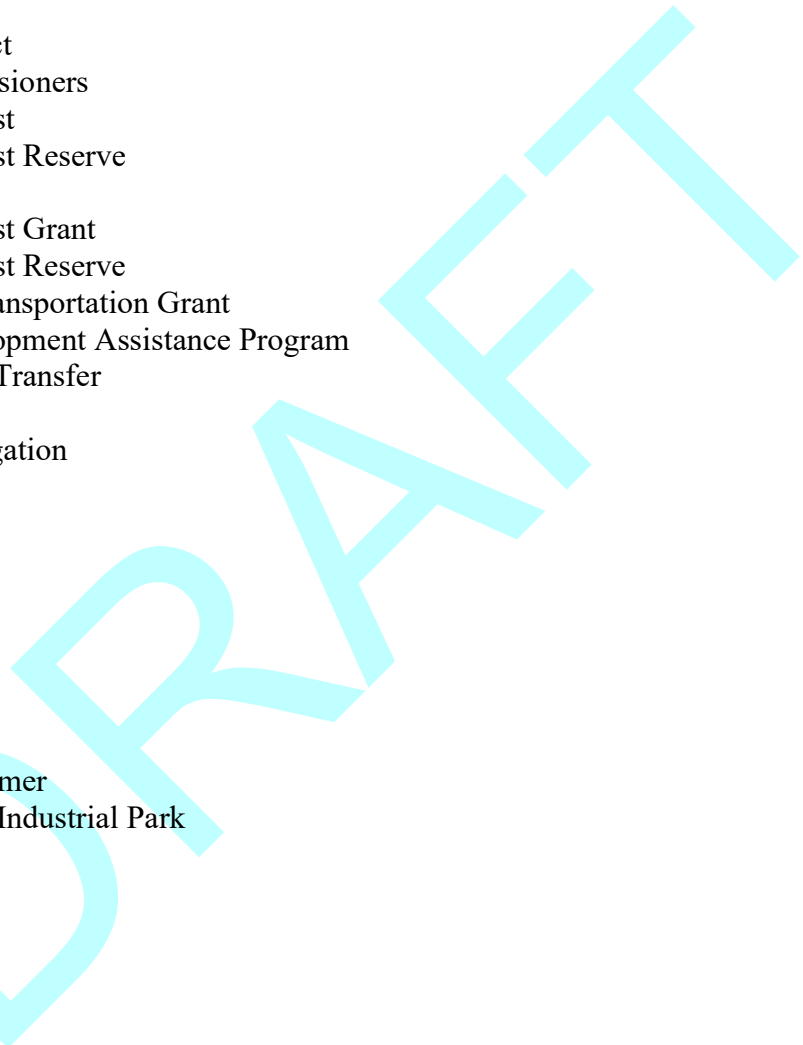 ct
sioners
st
st Reserve
st Grant
st Reserve
ansportation Grant
opment Assistance Program
Transfer
gation
mer
Industrial Park
DRAFT